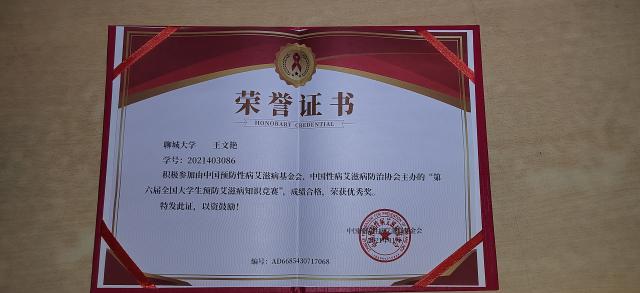 荣誉证书
HONORARY CREDENTIAL
聊城大学 王文艳
学号：2021403086
积极参加由中国预防性病艾滋病基金会、中国性病艾滋病防治协会主办的“第
六届全国大学生预防艾滋病知识竞赛”，成绩合格，荣获优秀奖。
特发此证，以资鼓励！
编号：AD6685430717068